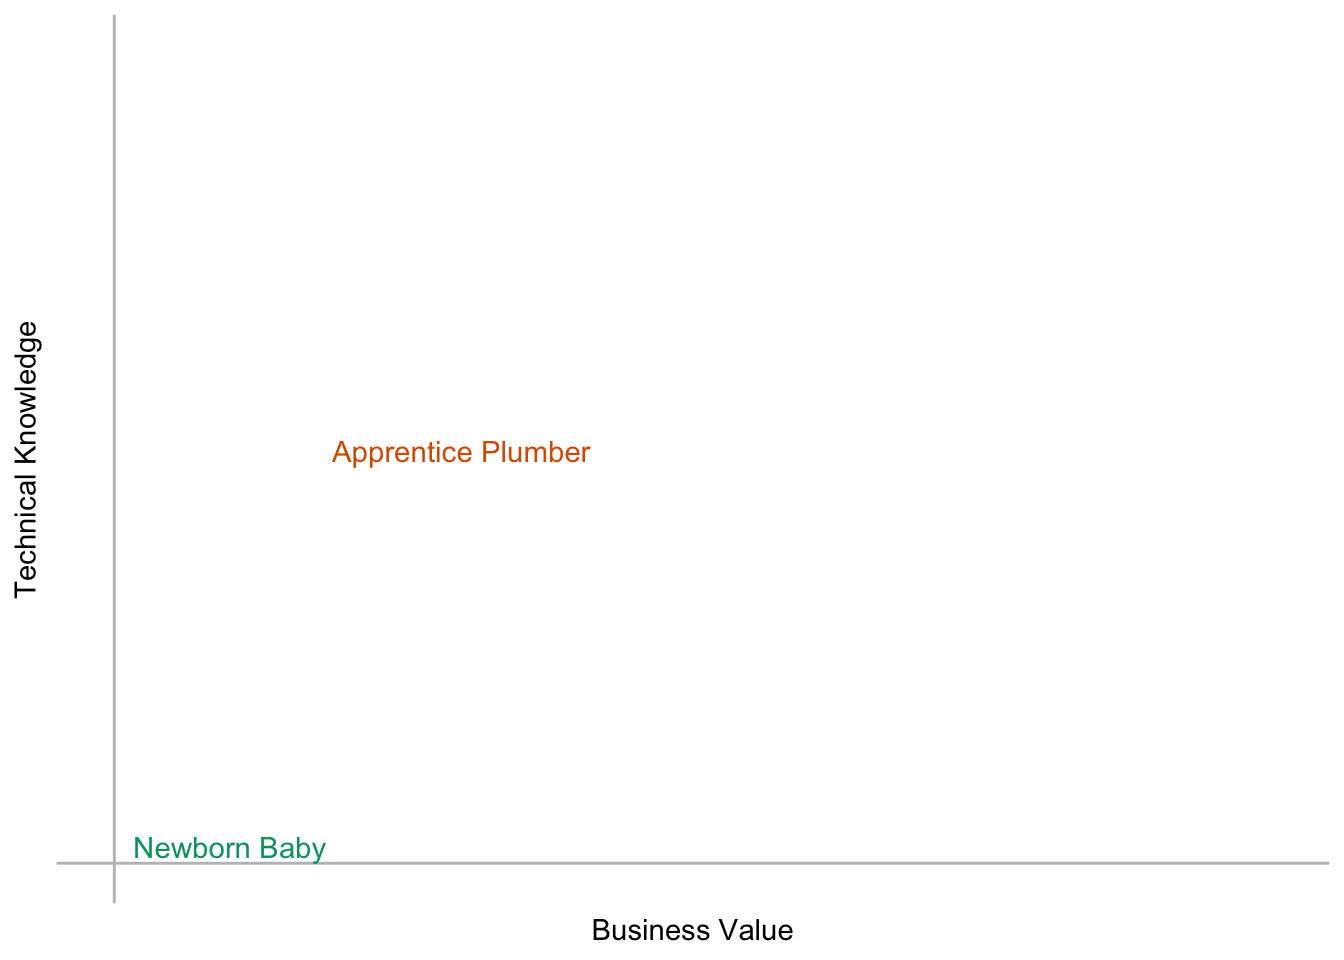 Technical Knowledge
Apprentice Plumber
Newborn Baby
Business Value